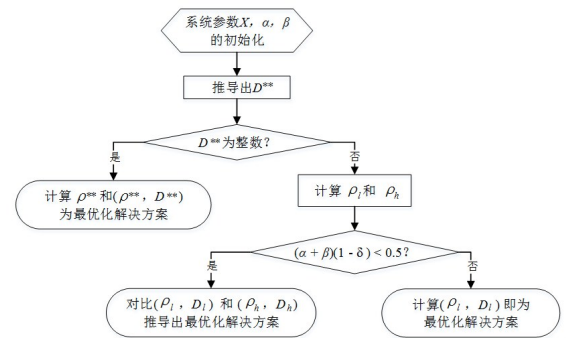 系统参数X，α，β
的初始化
推导出D**
D**为整数？
是
否
计算 ρ**和(ρ**，D**)
为最优化解决方案
计算 ρl和 ρh
(α + β)(1 - δ) < 0.5？
是
否
对比(ρl，Dl) 和 (ρh，Dh)
推导出最优化解决方案
计算(ρl，Dl)即为
最优化解决方案